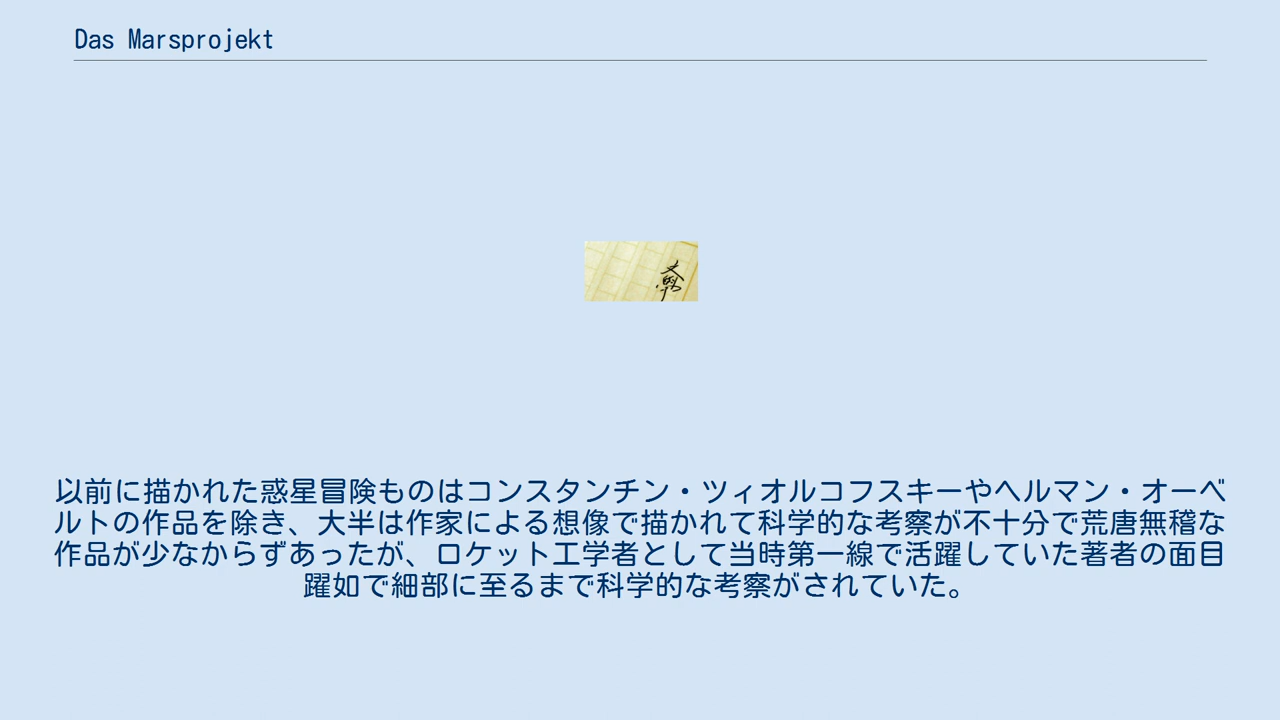 Das Marsprojekt
以前に描かれた惑星冒険ものはコンスタンチン・ツィオルコフスキーやヘルマン・オーベ
ルトの作品を除き、大半は作家による想像で描かれて科学的な考察が不十分で荒唐無稽な
作品が少なからずあったが、ロケット工学者として当時第一線で活躍していた著者の面目
躍如で細部に至るまで科学的な考察がされていた。